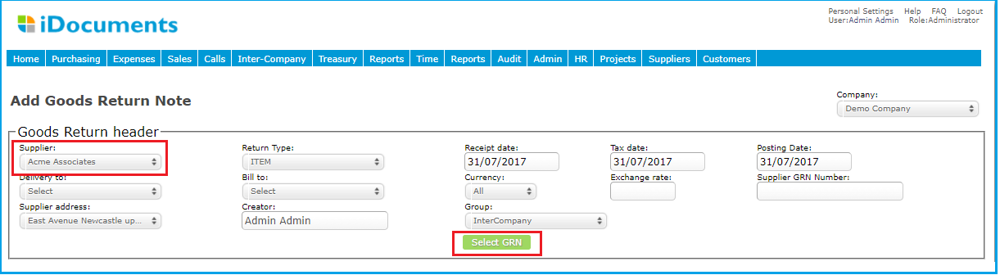 Personal Settings Help FAQ Logout
User:Admin Admin Role:Administrator
iDocuments
Home Purchasing Expenses Sales Calls Inter-Company Treasury Reports Time Reports Audit Admin HR Projects Suppliers Customers
Company:
Add Goods Return Note
Demo Company
Goods Return header
Supplier: Return Type: Receipt date: Tax date: Posting Date:
Acme Associates ITEM 31/07/2017 31/07/2017 31/07/2017
Delivery to: Bill to: Currency: Exchange rate: Supplier GRN Number:
Select Select All
Supplier address: Creator: Group:
East Avenue Newcastle up... Admin Admin InterCompany
Select GRN